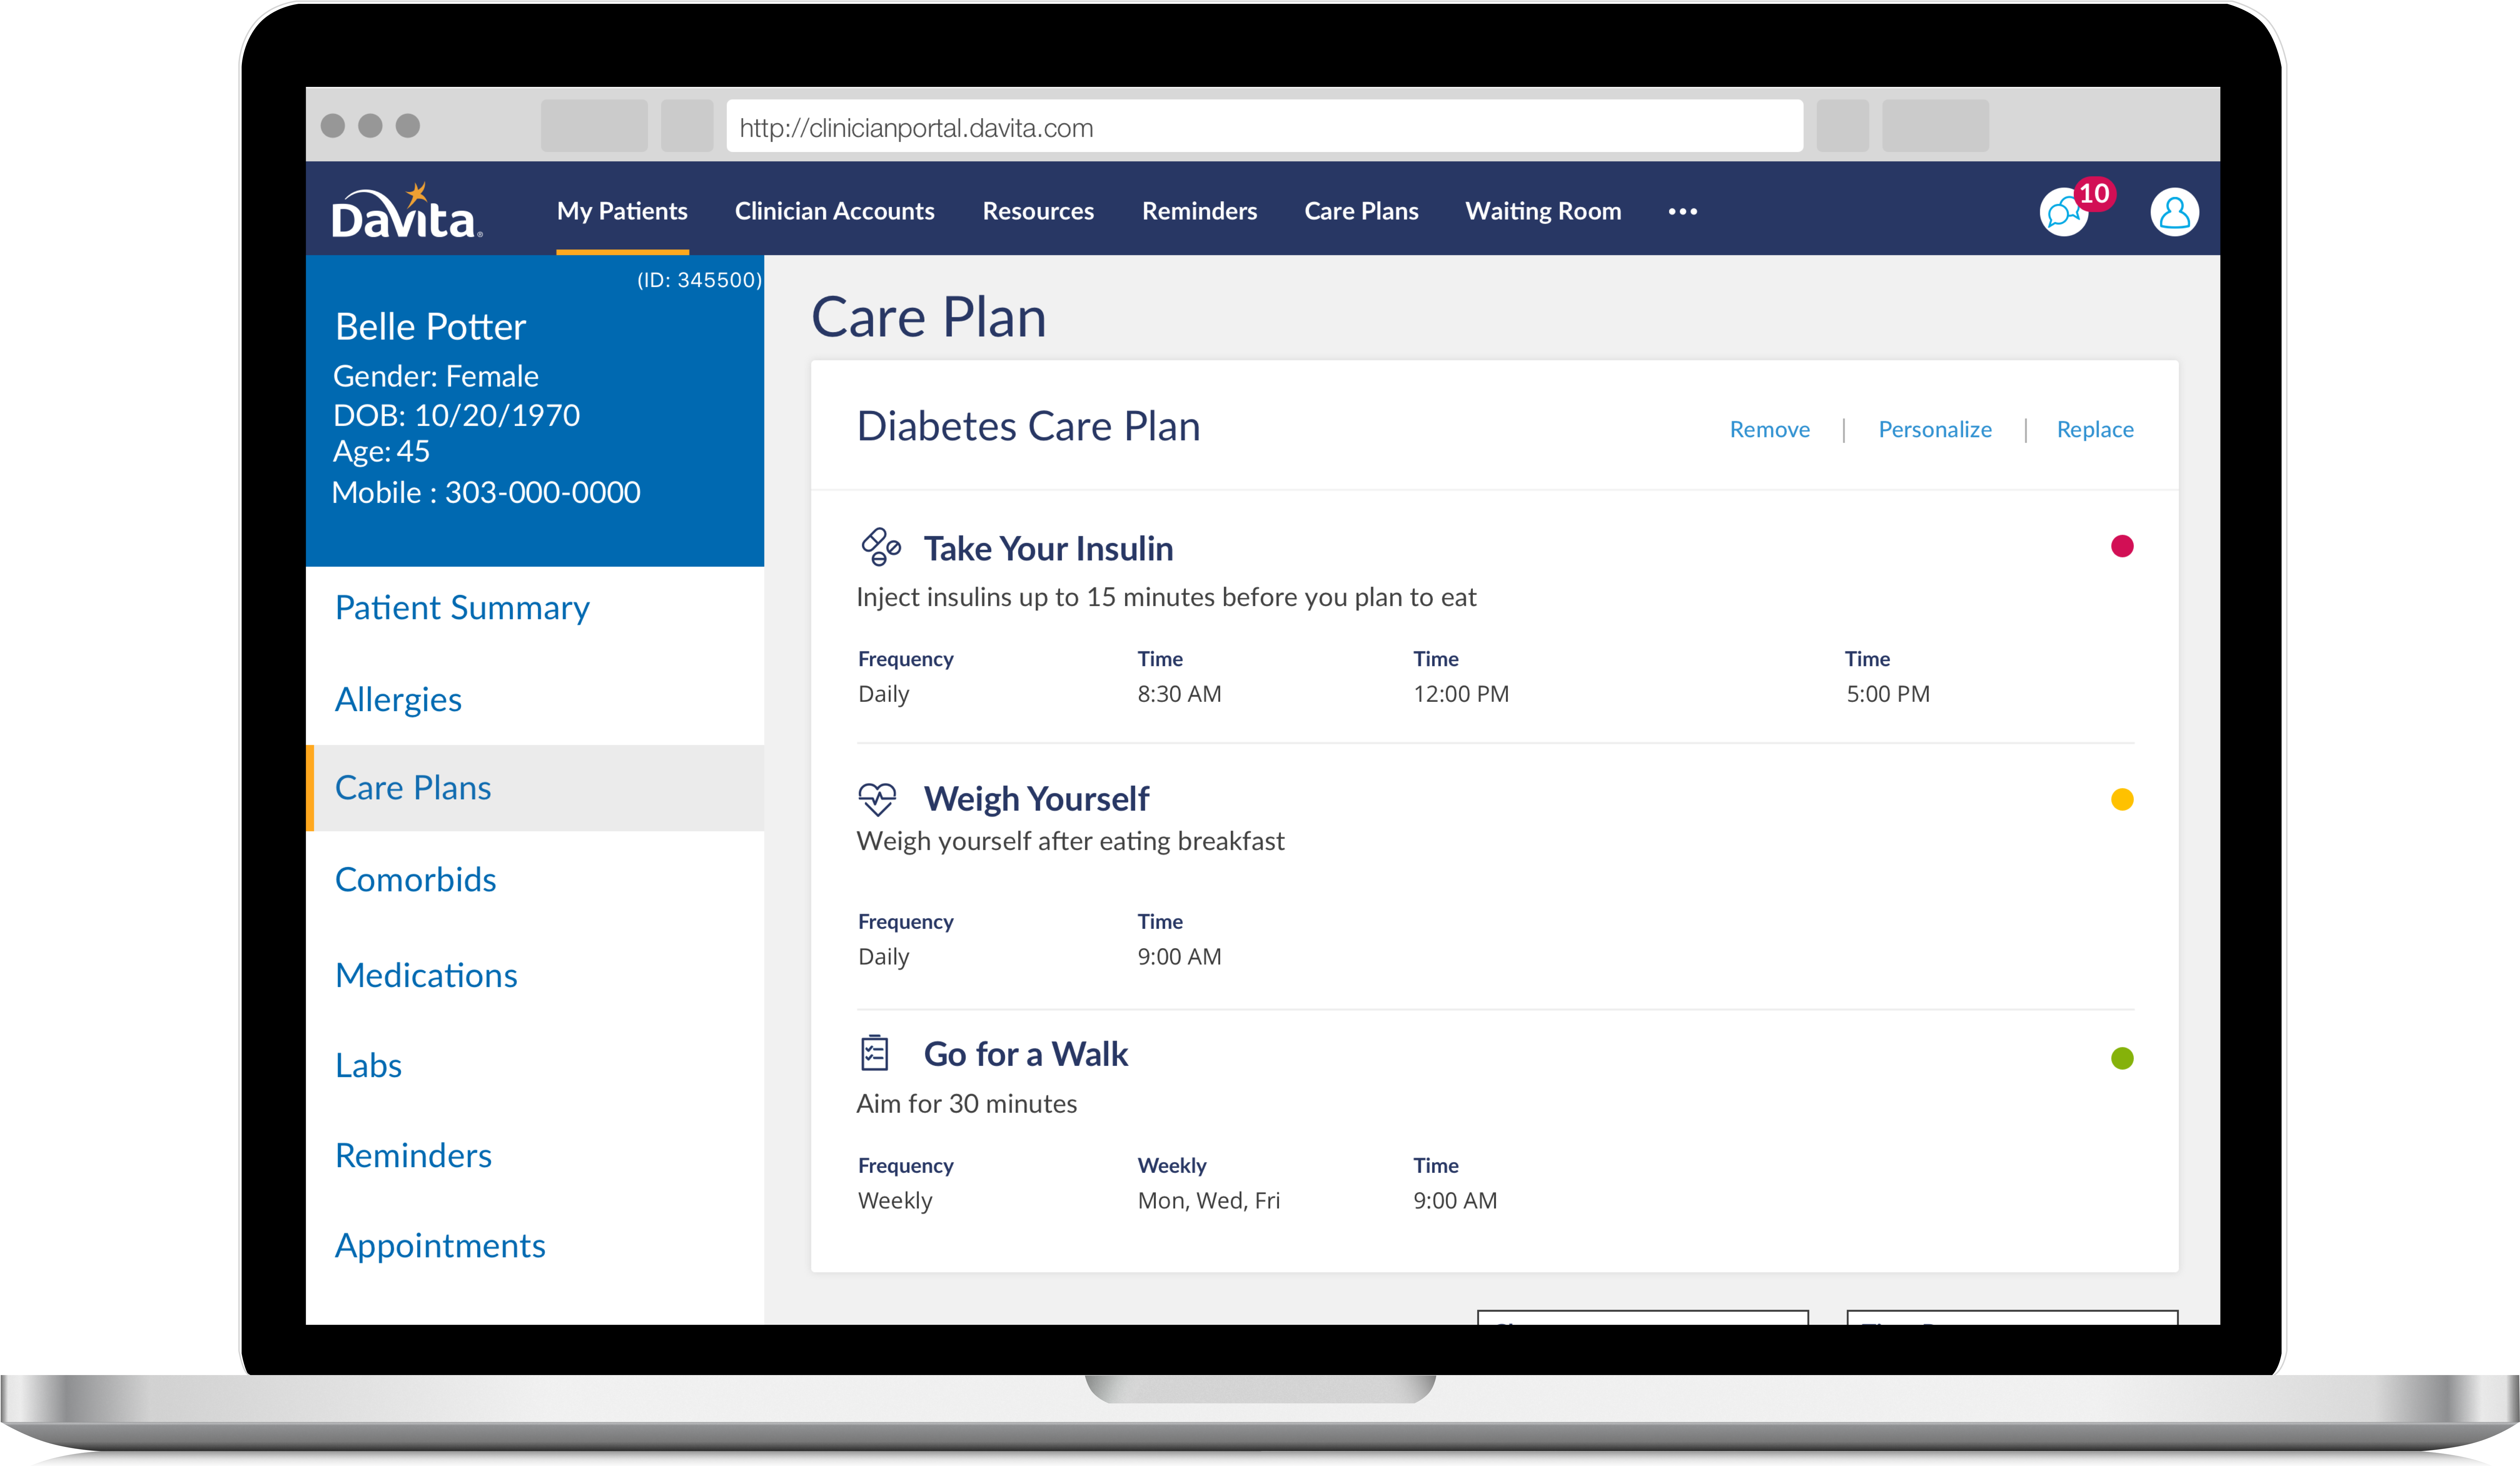 http://clinicianportal.davita.com
DaVita®
My Patients Clinician Accounts Resources Reminders Care Plans Waiting Room •••
10
(ID: 345500)
Belle Potter
Gender: Female
DOB: 10/20/1970
Age: 45
Mobile : 303-000-0000
Patient Summary
Allergies
Care Plans
Comorbids
Medications
Labs
Reminders
Appointments
Care Plan
Diabetes Care Plan
Remove | Personalize | Replace
Take Your Insulin
Inject insulins up to 15 minutes before you plan to eat
Frequency Time Time Time
Daily 8:30 AM 12:00 PM 5:00 PM
Weigh Yourself
Weigh yourself after eating breakfast
Frequency Time
Daily 9:00 AM
Go for a Walk
Aim for 30 minutes
Frequency Weekly Time
Weekly Mon, Wed, Fri 9:00 AM